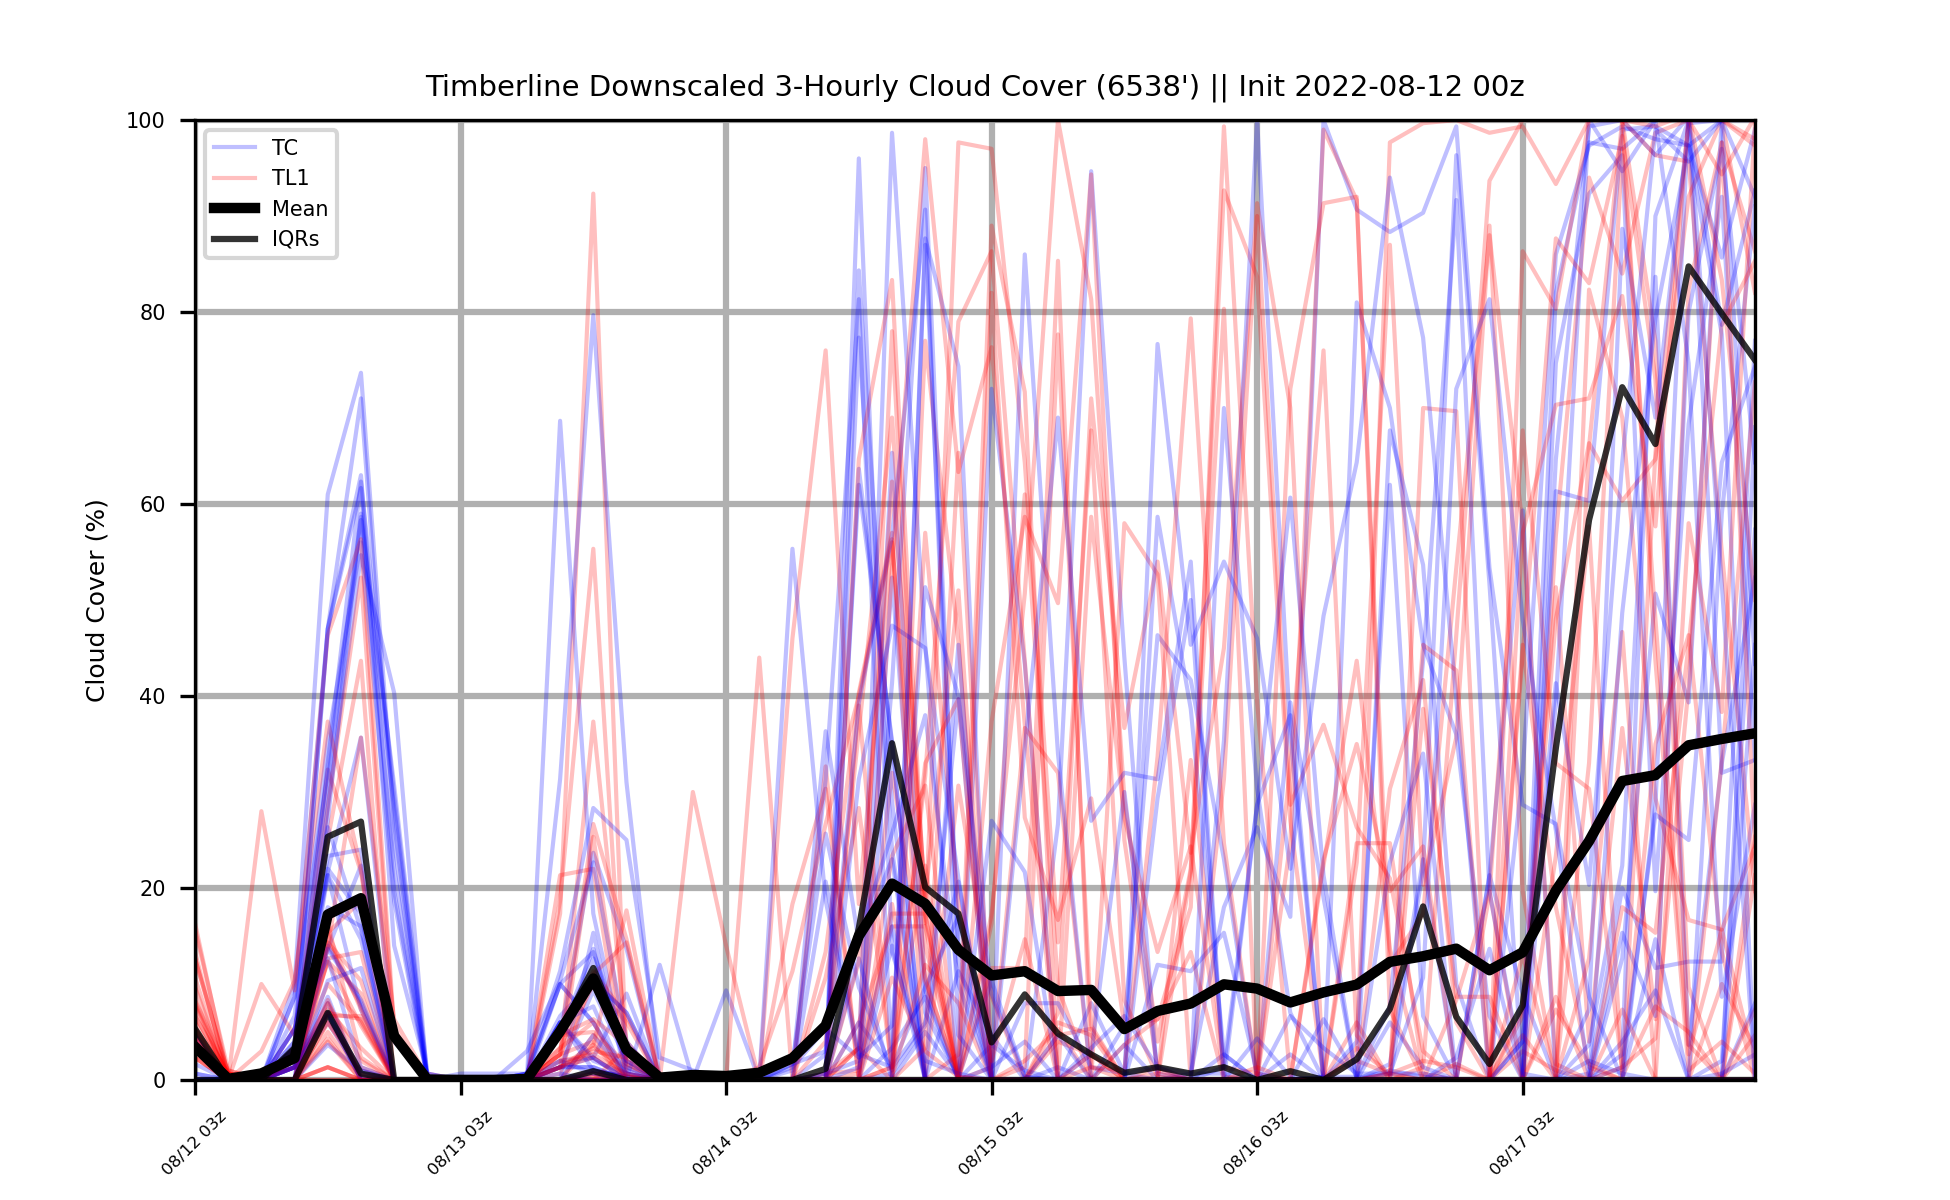 Timberline Downscaled 3-Hourly Cloud Cover (6538') || Init 2022-08-12 00z
100
80
60
40
20
0
Cloud Cover (%)
TC
TL1
Mean
IQRs
08/12 03z
08/13 03z
08/14 03z
08/15 03z
08/16 03z
08/17 03z